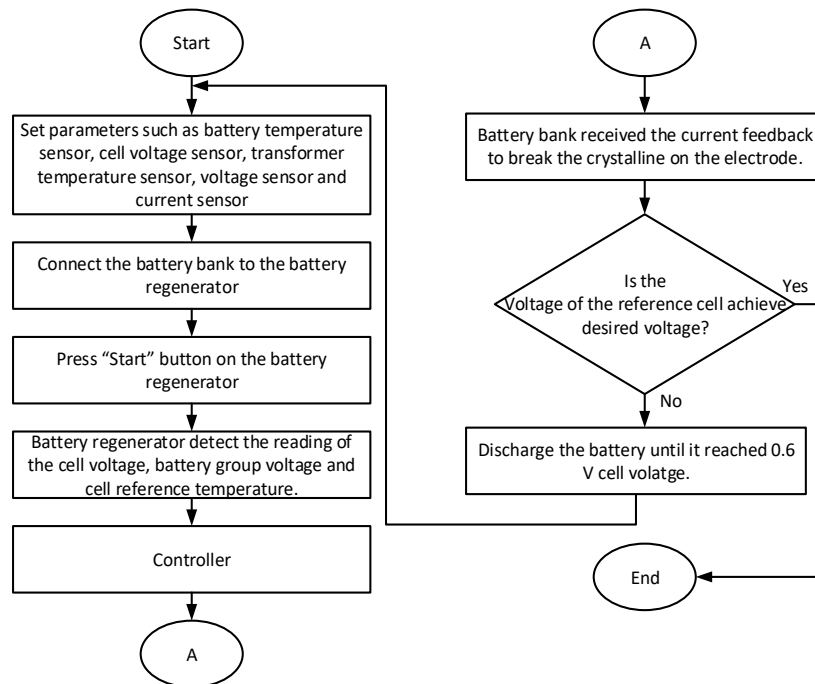 Start
Set parameters such as battery temperature
sensor, cell voltage sensor, transformer
temperature sensor, voltage sensor and
current sensor
Connect the battery bank to the battery
regenerator
Press “Start” button on the battery
regenerator
Battery regenerator detect the reading of
the cell voltage, battery group voltage and
cell reference temperature.
Controller
A
A
Battery bank received the current feedback
to break the crystalline on the electrode.
Is the
Voltage of the reference cell achieve
desired voltage?
Yes
No
Discharge the battery until it reached 0.6
V cell volatge.
End